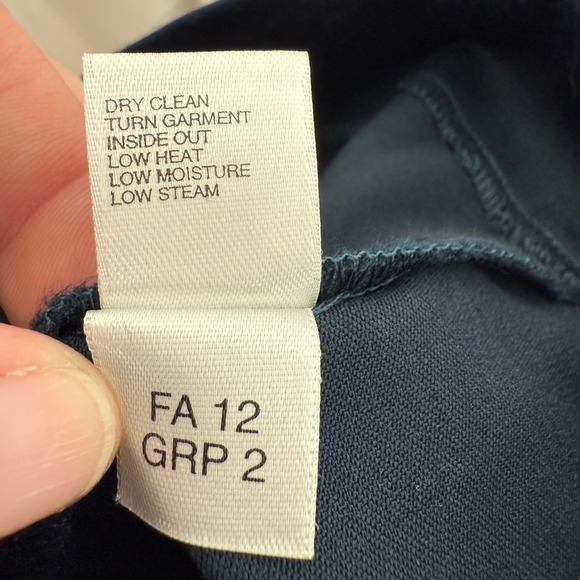 DRY CLEAN
TURN GARMENT
INSIDE OUT
LOW HEAT
LOW MOISTURE
LOW STEAM
FA 12
GRP 2